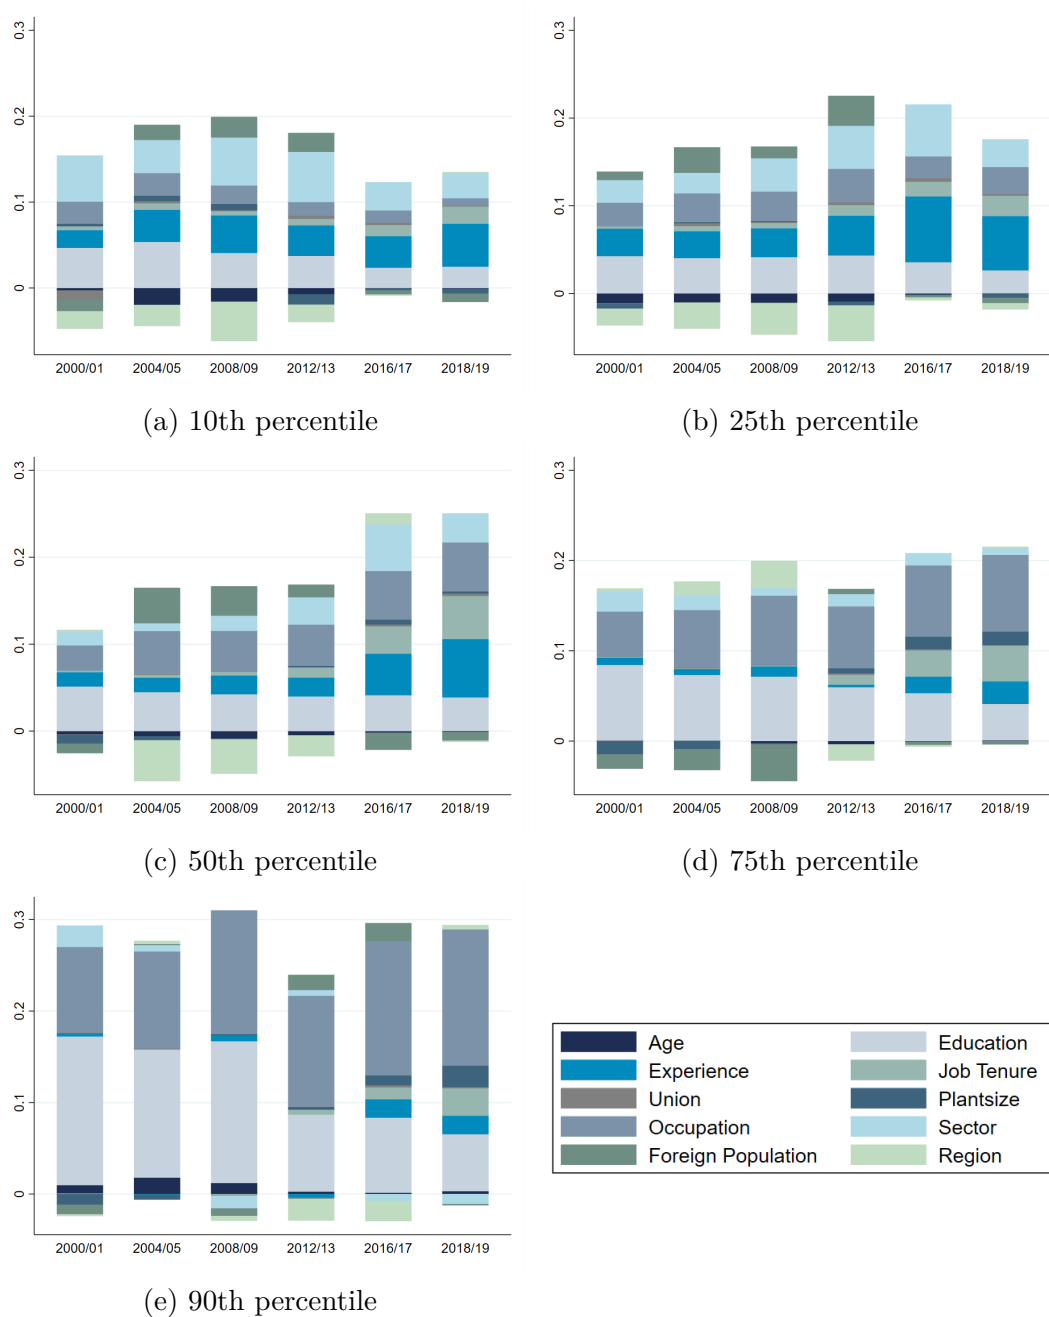 0.3
0.2
0.1
0
2000/01 2004/05 2008/09 2012/13 2016/17 2018/19
(a) 10th percentile
0.3
0.2
0.1
0
2000/01 2004/05 2008/09 2012/13 2016/17 2018/19
(b) 25th percentile
0.3
0.2
0.1
0
2000/01 2004/05 2008/09 2012/13 2016/17 2018/19
(c) 50th percentile
0.3
0.2
0.1
0
2000/01 2004/05 2008/09 2012/13 2016/17 2018/19
(d) 75th percentile
0.3
0.2
0.1
0
2000/01 2004/05 2008/09 2012/13 2016/17 2018/19
(e) 90th percentile
Age Education
Experience Job Tenure
Union Plantsize
Occupation Sector
Foreign Population Region